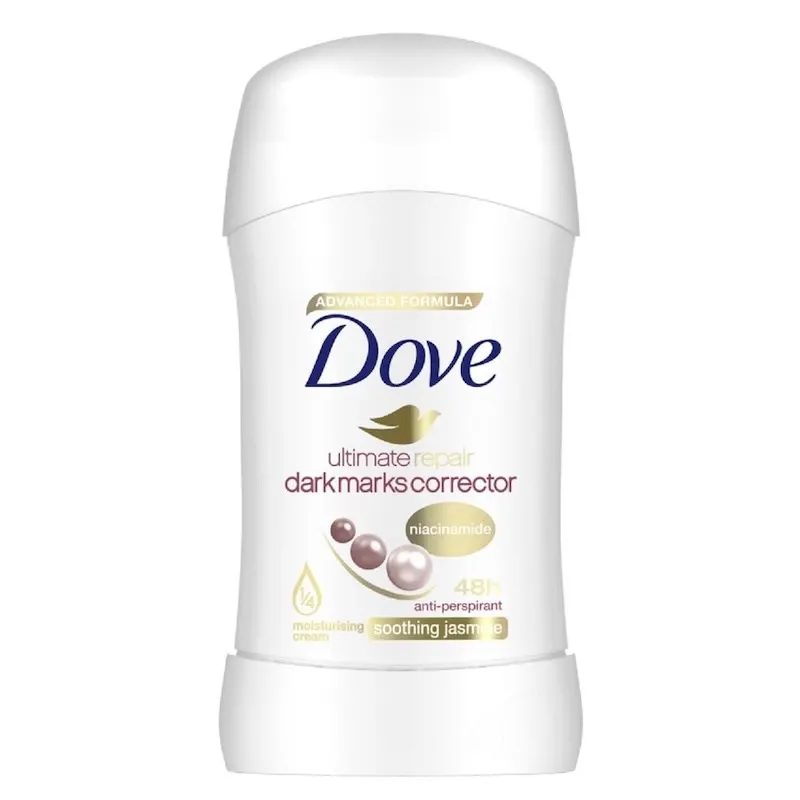 ADVANCED FORMULA
Dove
ultimate repair
dark marks corrector
niacinamide
1/4
moisturising
cream
48h
anti-perspirant
soothing jasmine